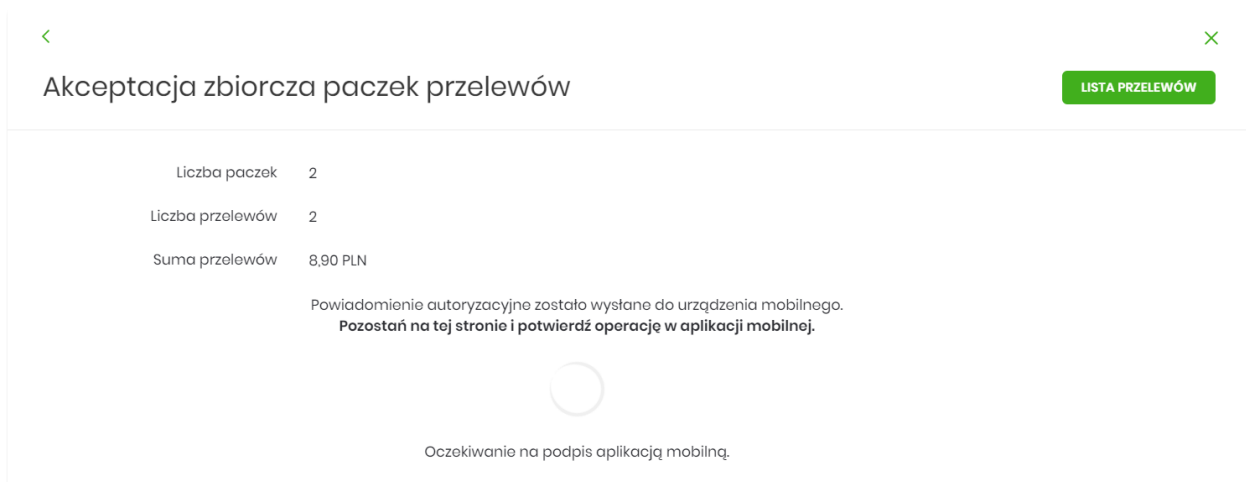 Akceptacja zbiorcza paczek przelewów
LISTA PRZELEWÓW
Liczba paczek 2
Liczba przelewów 2
Suma przelewów 8,90 PLN
Powiadomienie autoryzacyjne zostało wysłane do urządzenia mobilnego.
Pozostań na tej stronie i potwierdź operację w aplikacji mobilnej.
Oczekiwanie na podpis aplikacją mobilną.